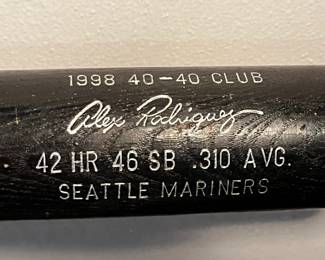 1998 40-40 CLUB
Alex Rodriguez
42 HR 46 SB .310 AVG.
SEATTLE MARINERS